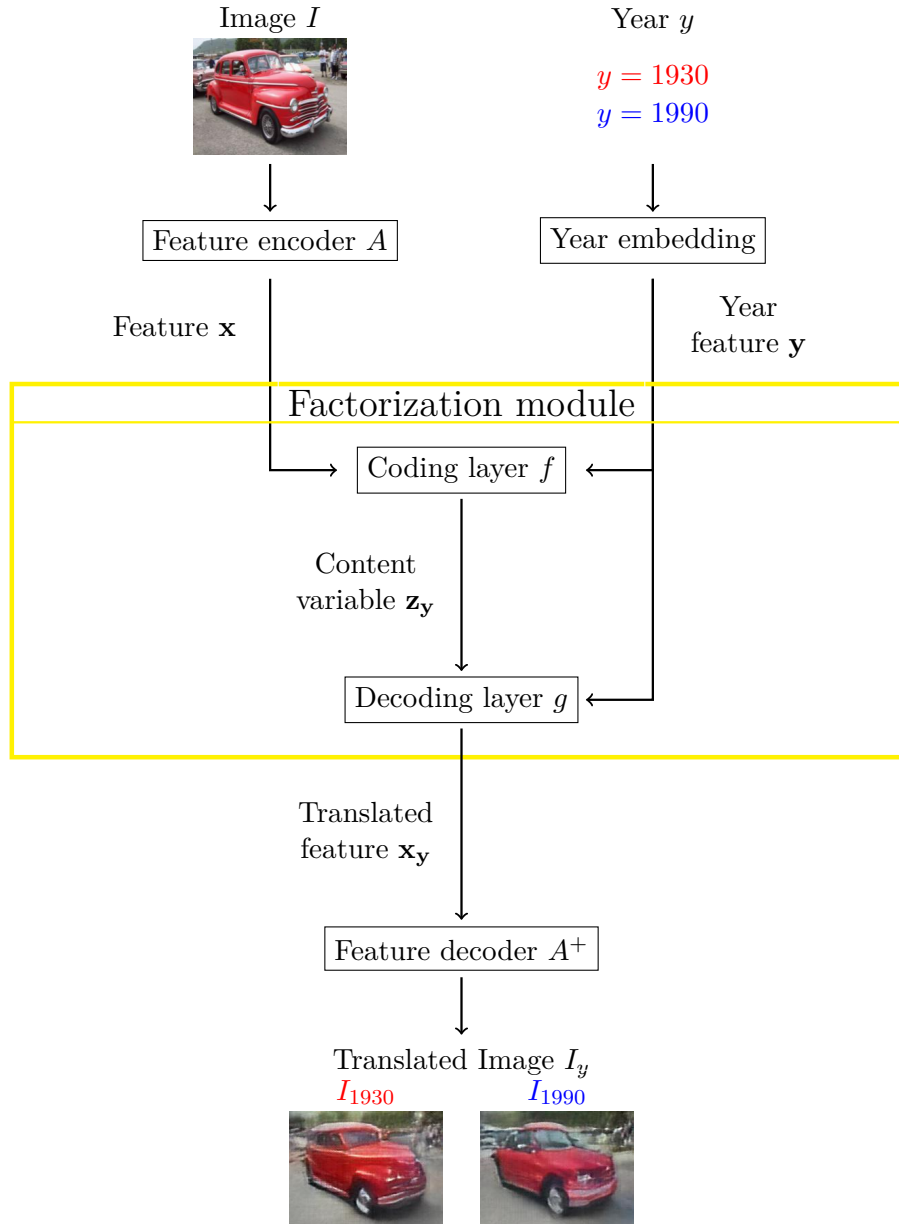 Image I
Year y
y = 1930
y = 1990
Feature encoder A
Year embedding
Feature x
Year
feature y
Factorization module
Coding layer f
Content
variable z_y
Decoding layer g
Translated
feature x_y
Feature decoder A⁺
Translated Image I_y
I_1930
I_1990